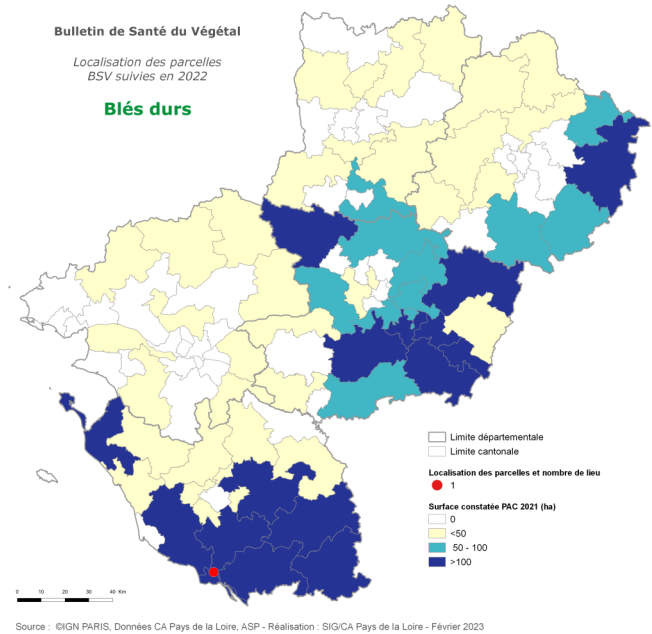 Bulletin de Santé du Végétal
Localisation des parcelles
BSV suivies en 2022
Blés durs
Limite départementale
Limite cantonale
Localisation des parcelles et nombre de lieu
1
Surface constatée PAC 2021 (ha)
0
<50
50 - 100
>100
0 10 20 30 40 Km
Source : ©IGN PARIS, Données CA Pays de la Loire, ASP - Réalisation : SIG/CA Pays de la Loire - Février 2023